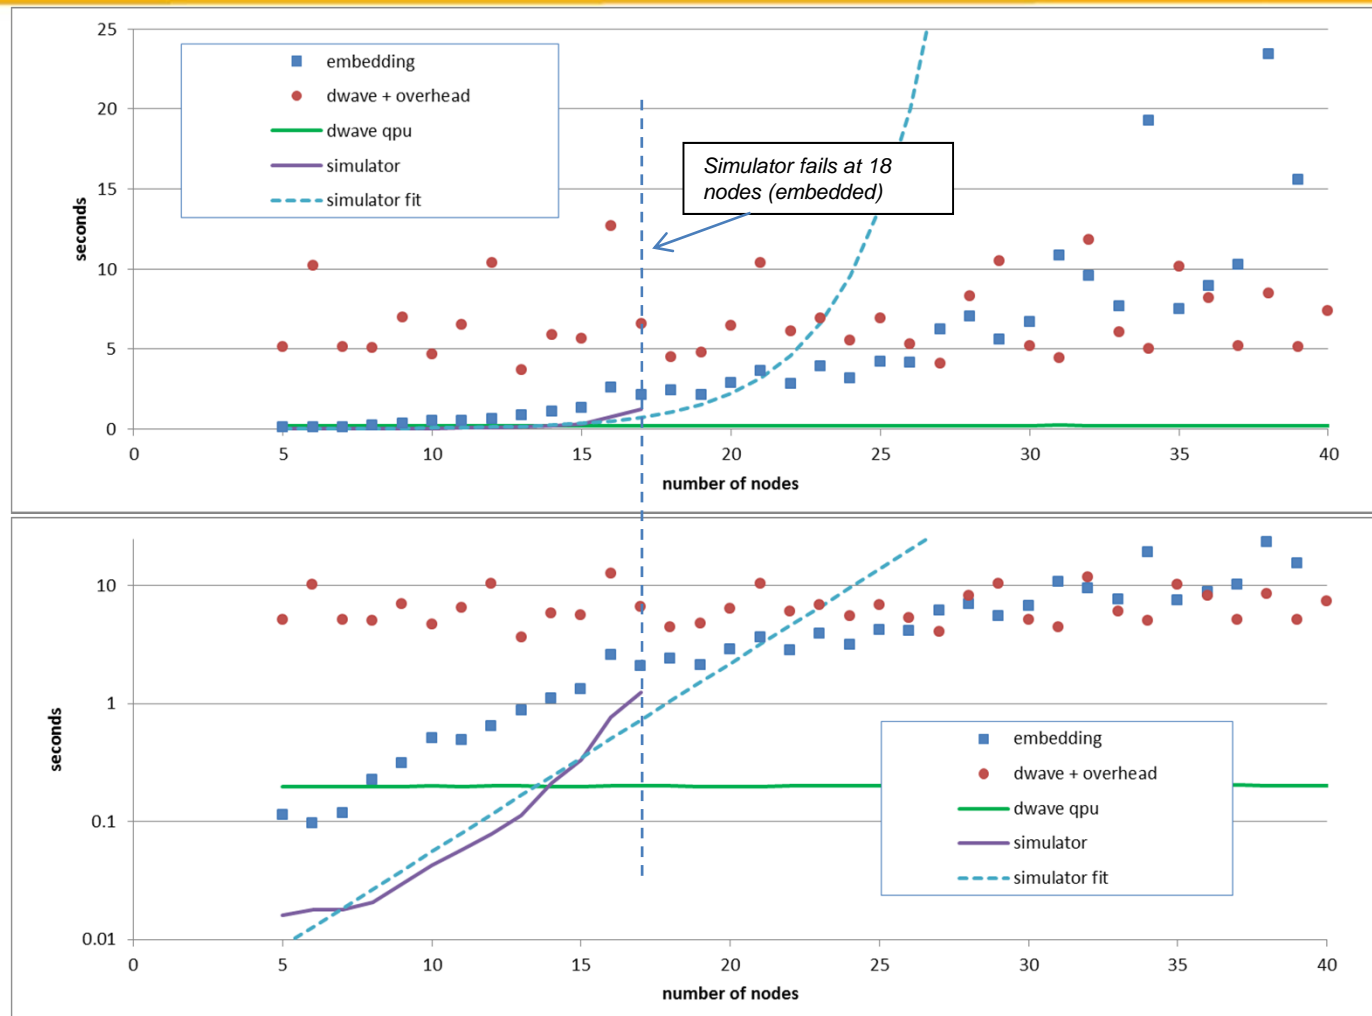 25
20
15
10
5
0
seconds
embedding
dwave + overhead
dwave qpu
simulator
simulator fit
Simulator fails at 18
nodes (embedded)
0 5 10 15 20 25 30 35 40
number of nodes
10
1
0.1
0.01
seconds
embedding
dwave + overhead
dwave qpu
simulator
simulator fit
0 5 10 15 20 25 30 35 40
number of nodes